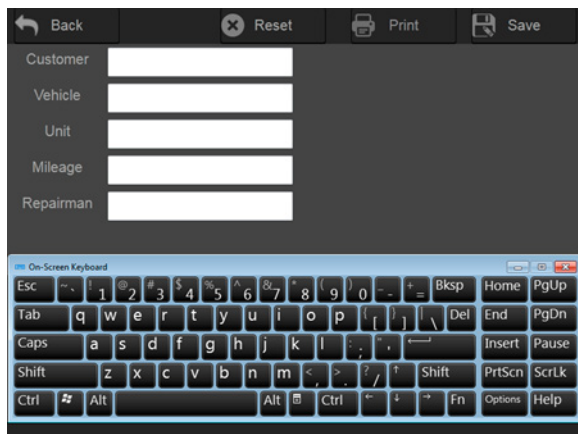 Back Reset Print Save
Customer
Vehicle
Unit
Mileage
Repairman
On-Screen Keyboard
Esc ~ ` ! 1 @ 2 # 3 $ 4 % 5 ^ 6 & 7 * 8 ( 9 ) 0 _ - + = Bksp Home PgUp
Tab q w e r t y u i o p { [ } ] | \ Del End PgDn
Caps a s d f g h j k l : ; " ' Insert Pause
Shift z x c v b n m < , > . ? / ↑ Shift PrtScn ScrLk
Ctrl Alt Alt Ctrl ← ↓ → Fn Options Help